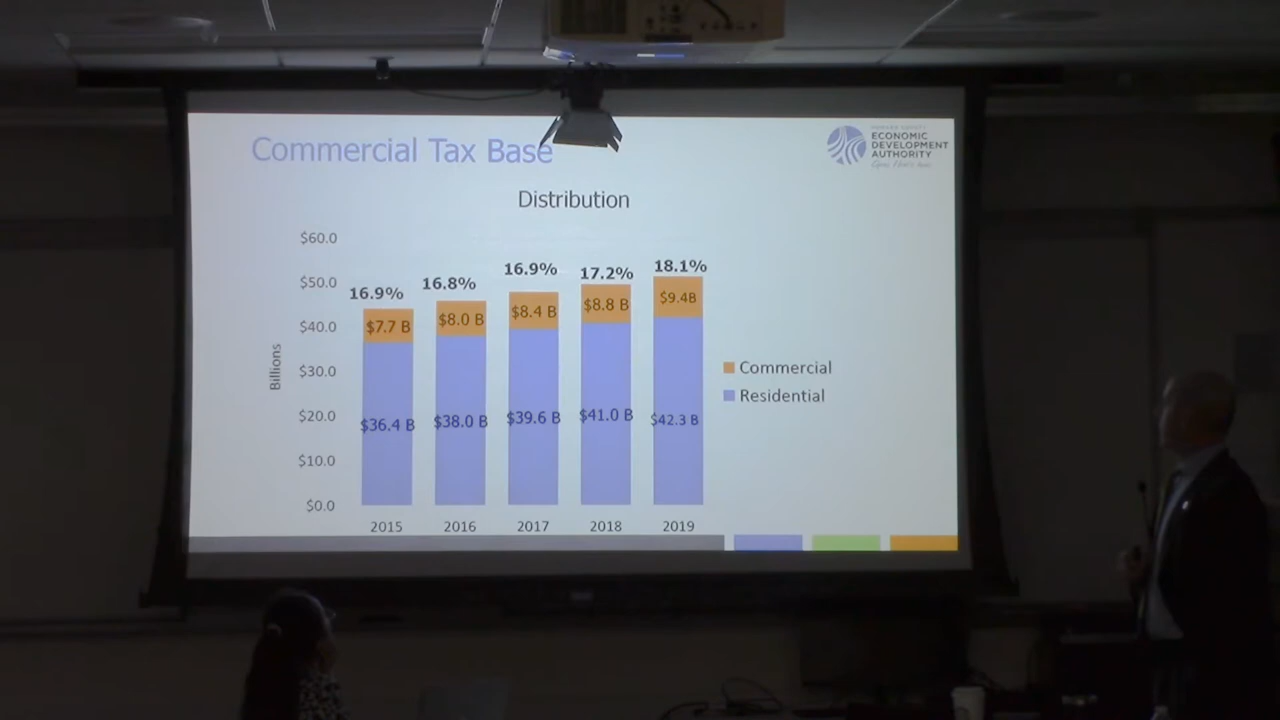 Commercial Tax Base
HOWARD COUNTY
ECONOMIC
DEVELOPMENT
AUTHORITY
Distribution
$60.0
$50.0
$40.0
$30.0
$20.0
$10.0
$0.0
Billions
16.9%
16.8%
16.9%
17.2%
18.1%
$7.7 B
$8.0 B
$8.4 B
$8.8 B
$9.4B
$36.4 B
$38.0 B
$39.6 B
$41.0 B
$42.3 B
Commercial
Residential
2015
2016
2017
2018
2019